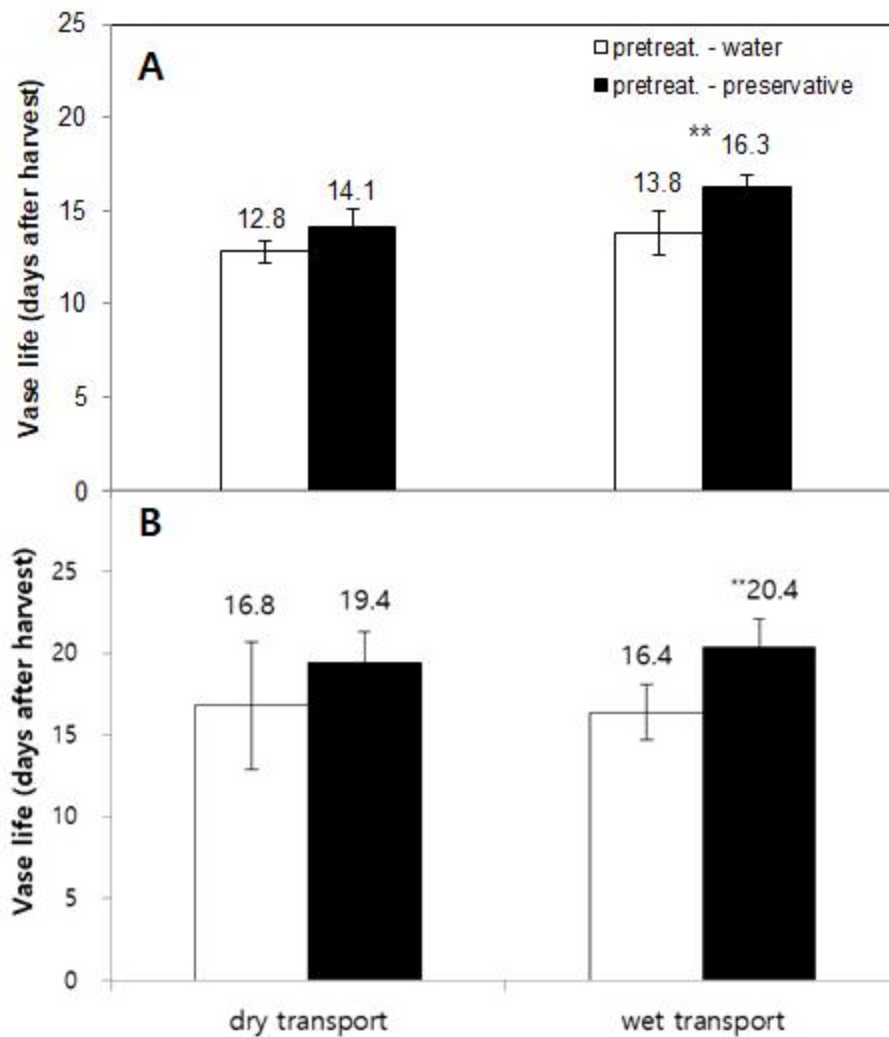 25
A
pretreat. - water
pretreat. - preservative
20
** 16.3
14.1
13.8
12.8
15
10
5
0
Vase life (days after harvest)
B
25
16.8
19.4
**20.4
16.4
20
15
10
5
0
Vase life (days after harvest)
dry transport
wet transport